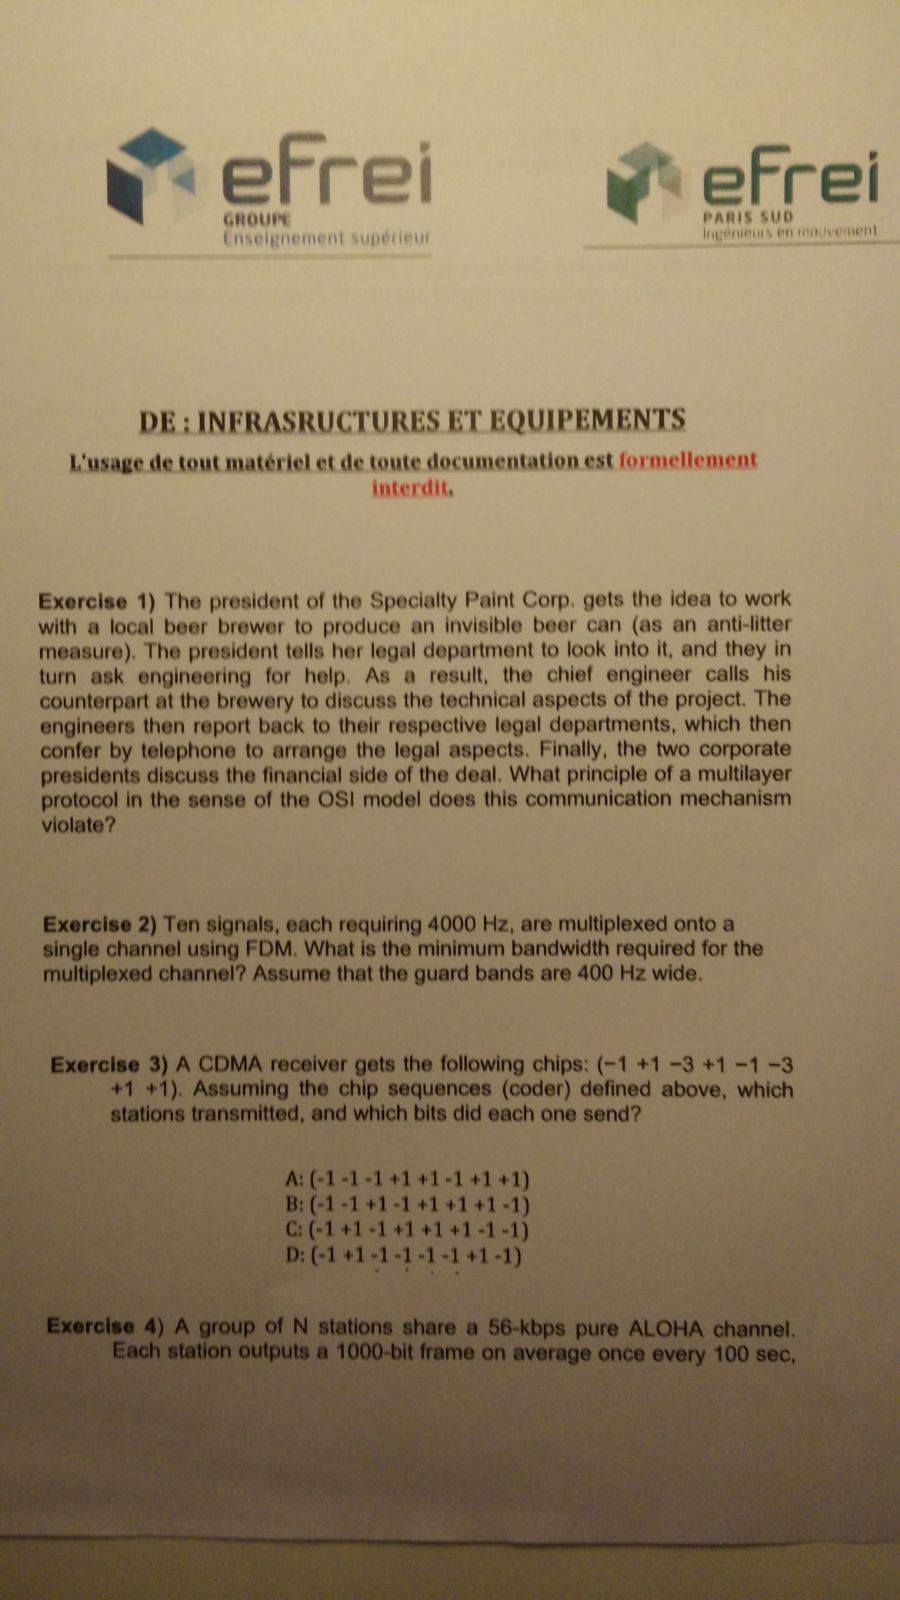 efrei
GROUPE
Enseignement supérieur
efrei
PARIS SUD
Ingénieurs en mouvement
DE : INFRASRUCTURES ET EQUIPEMENTS
L'usage de tout matériel et de toute documentation est formellement
interdit.
Exercise 1) The president of the Specialty Paint Corp. gets the idea to work
with a local beer brewer to produce an invisible beer can (as an anti-litter
measure). The president tells her legal department to look into it, and they in
turn ask engineering for help. As a result, the chief engineer calls his
counterpart at the brewery to discuss the technical aspects of the project. The
engineers then report back to their respective legal departments, which then
confer by telephone to arrange the legal aspects. Finally, the two corporate
presidents discuss the financial side of the deal. What principle of a multilayer
protocol in the sense of the OSI model does this communication mechanism
violate?
Exercise 2) Ten signals, each requiring 4000 Hz, are multiplexed onto a
single channel using FDM. What is the minimum bandwidth required for the
multiplexed channel? Assume that the guard bands are 400 Hz wide.
Exercise 3) A CDMA receiver gets the following chips: (−1 +1 −3 +1 −1 −3
+1 +1). Assuming the chip sequences (coder) defined above, which
stations transmitted, and which bits did each one send?
A: (-1 -1 -1 +1 +1 -1 +1 +1)
B: (-1 -1 +1 -1 +1 +1 +1 -1)
C: (-1 +1 -1 +1 +1 +1 -1 -1)
D: (-1 +1 -1 -1 -1 -1 +1 -1)
Exercise 4) A group of N stations share a 56-kbps pure ALOHA channel.
Each station outputs a 1000-bit frame on average once every 100 sec,